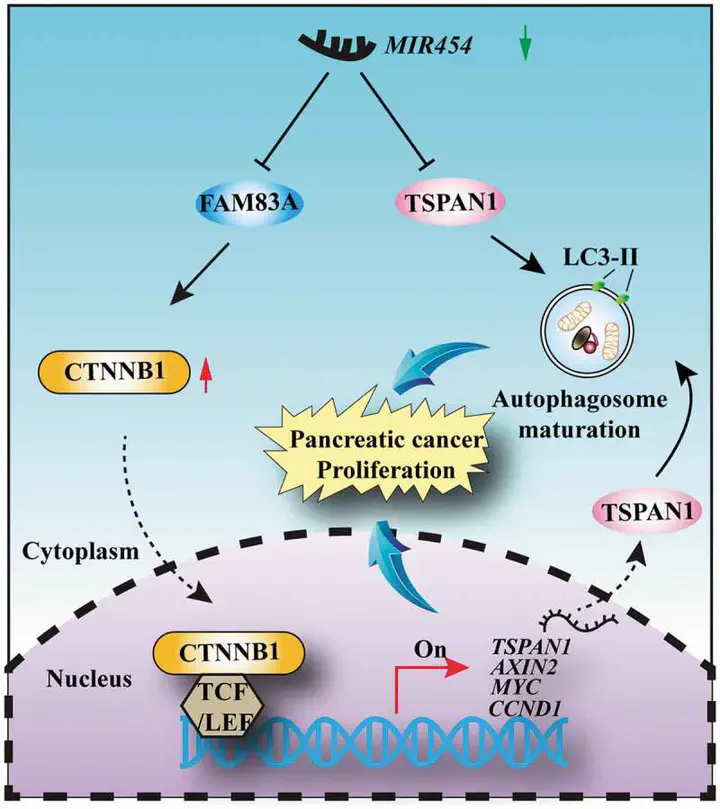 MIR454
FAM83A
TSPAN1
LC3-II
CTNNB1
Autophagosome
maturation
Pancreatic cancer
Proliferation
TSPAN1
Cytoplasm
Nucleus
CTNNB1
TCF
/LEF
On
TSPAN1
AXIN2
MYC
CCND1